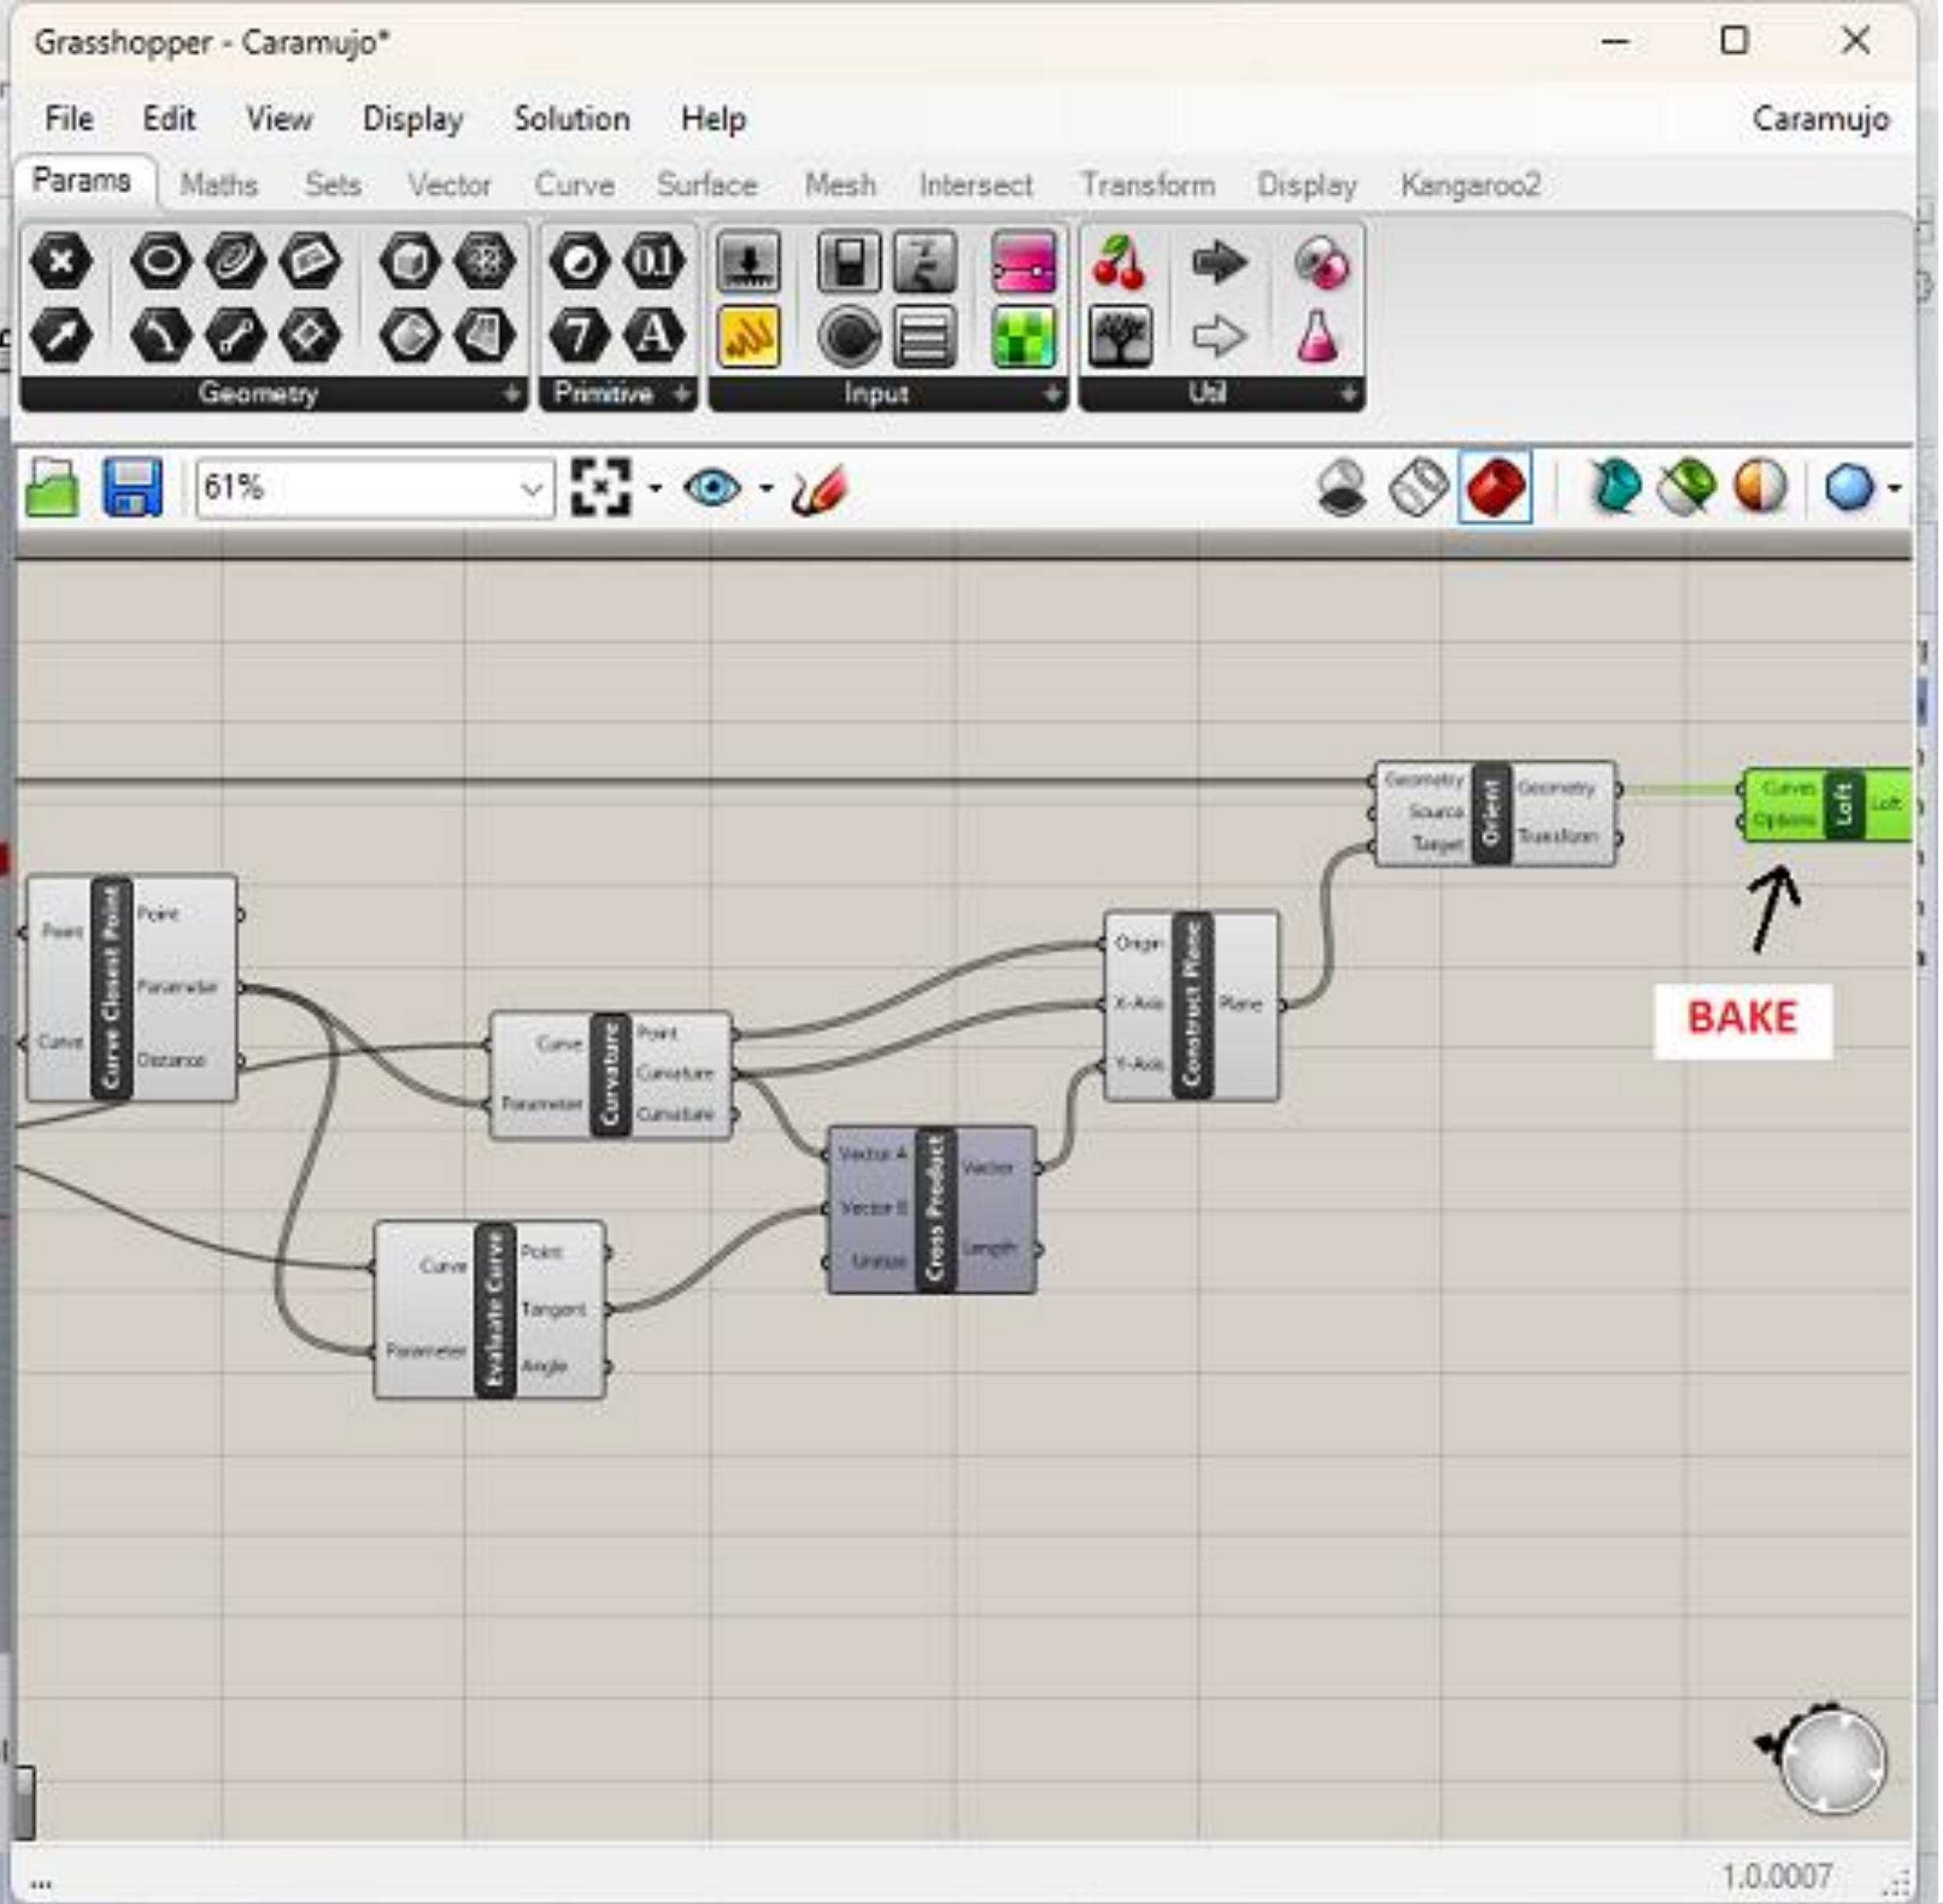 Grasshopper - Caramujo*
File Edit View Display Solution Help Caramujo
Params Maths Sets Vector Curve Surface Mesh Intersect Transform Display Kangaroo2
0.1
7 A
Geometry Primitive Input Util
61%
Geometry
Source
Target
Orient
Geometry
Transform
Curves
Options
Loft
Loft
BAKE
Point
Curve
Curve Closest Point
Point
Parameter
Distance
Curve
Parameter
Curvature
Point
Curvature
Curvature
Origin
X-Axis
Y-Axis
Construct Plane
Plane
Vector A
Vector B
Unitize
Cross Product
Vector
Length
Curve
Parameter
Evaluate Curve
Point
Tangent
Angle
...
1.0.0007